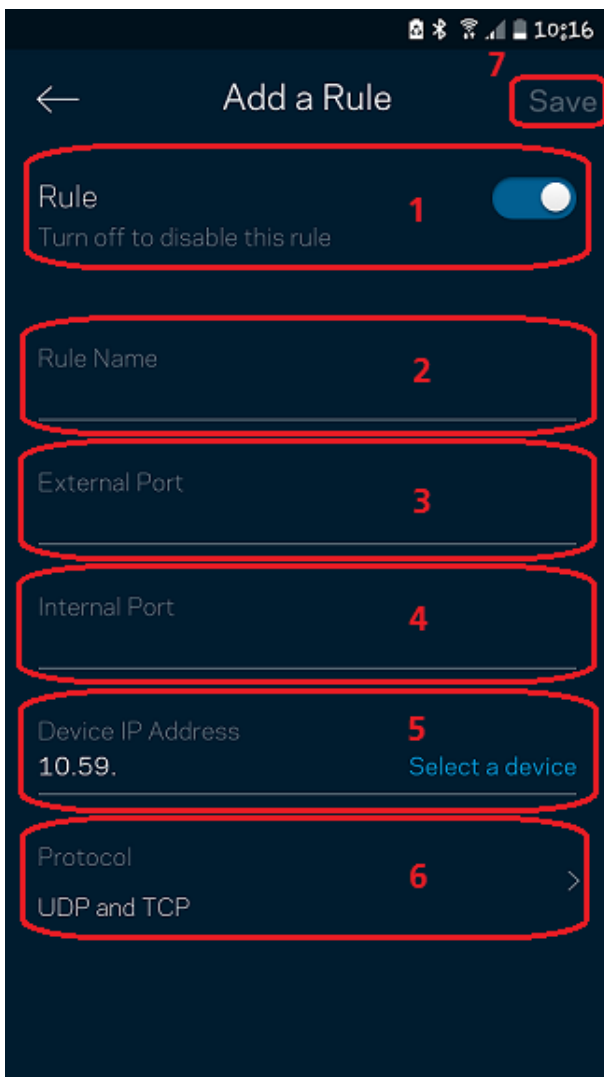 10:16
7
Add a Rule Save
Rule
1
Turn off to disable this rule
Rule Name
2
External Port
3
Internal Port
4
Device IP Address 5
10.59. Select a device
Protocol
6
UDP and TCP